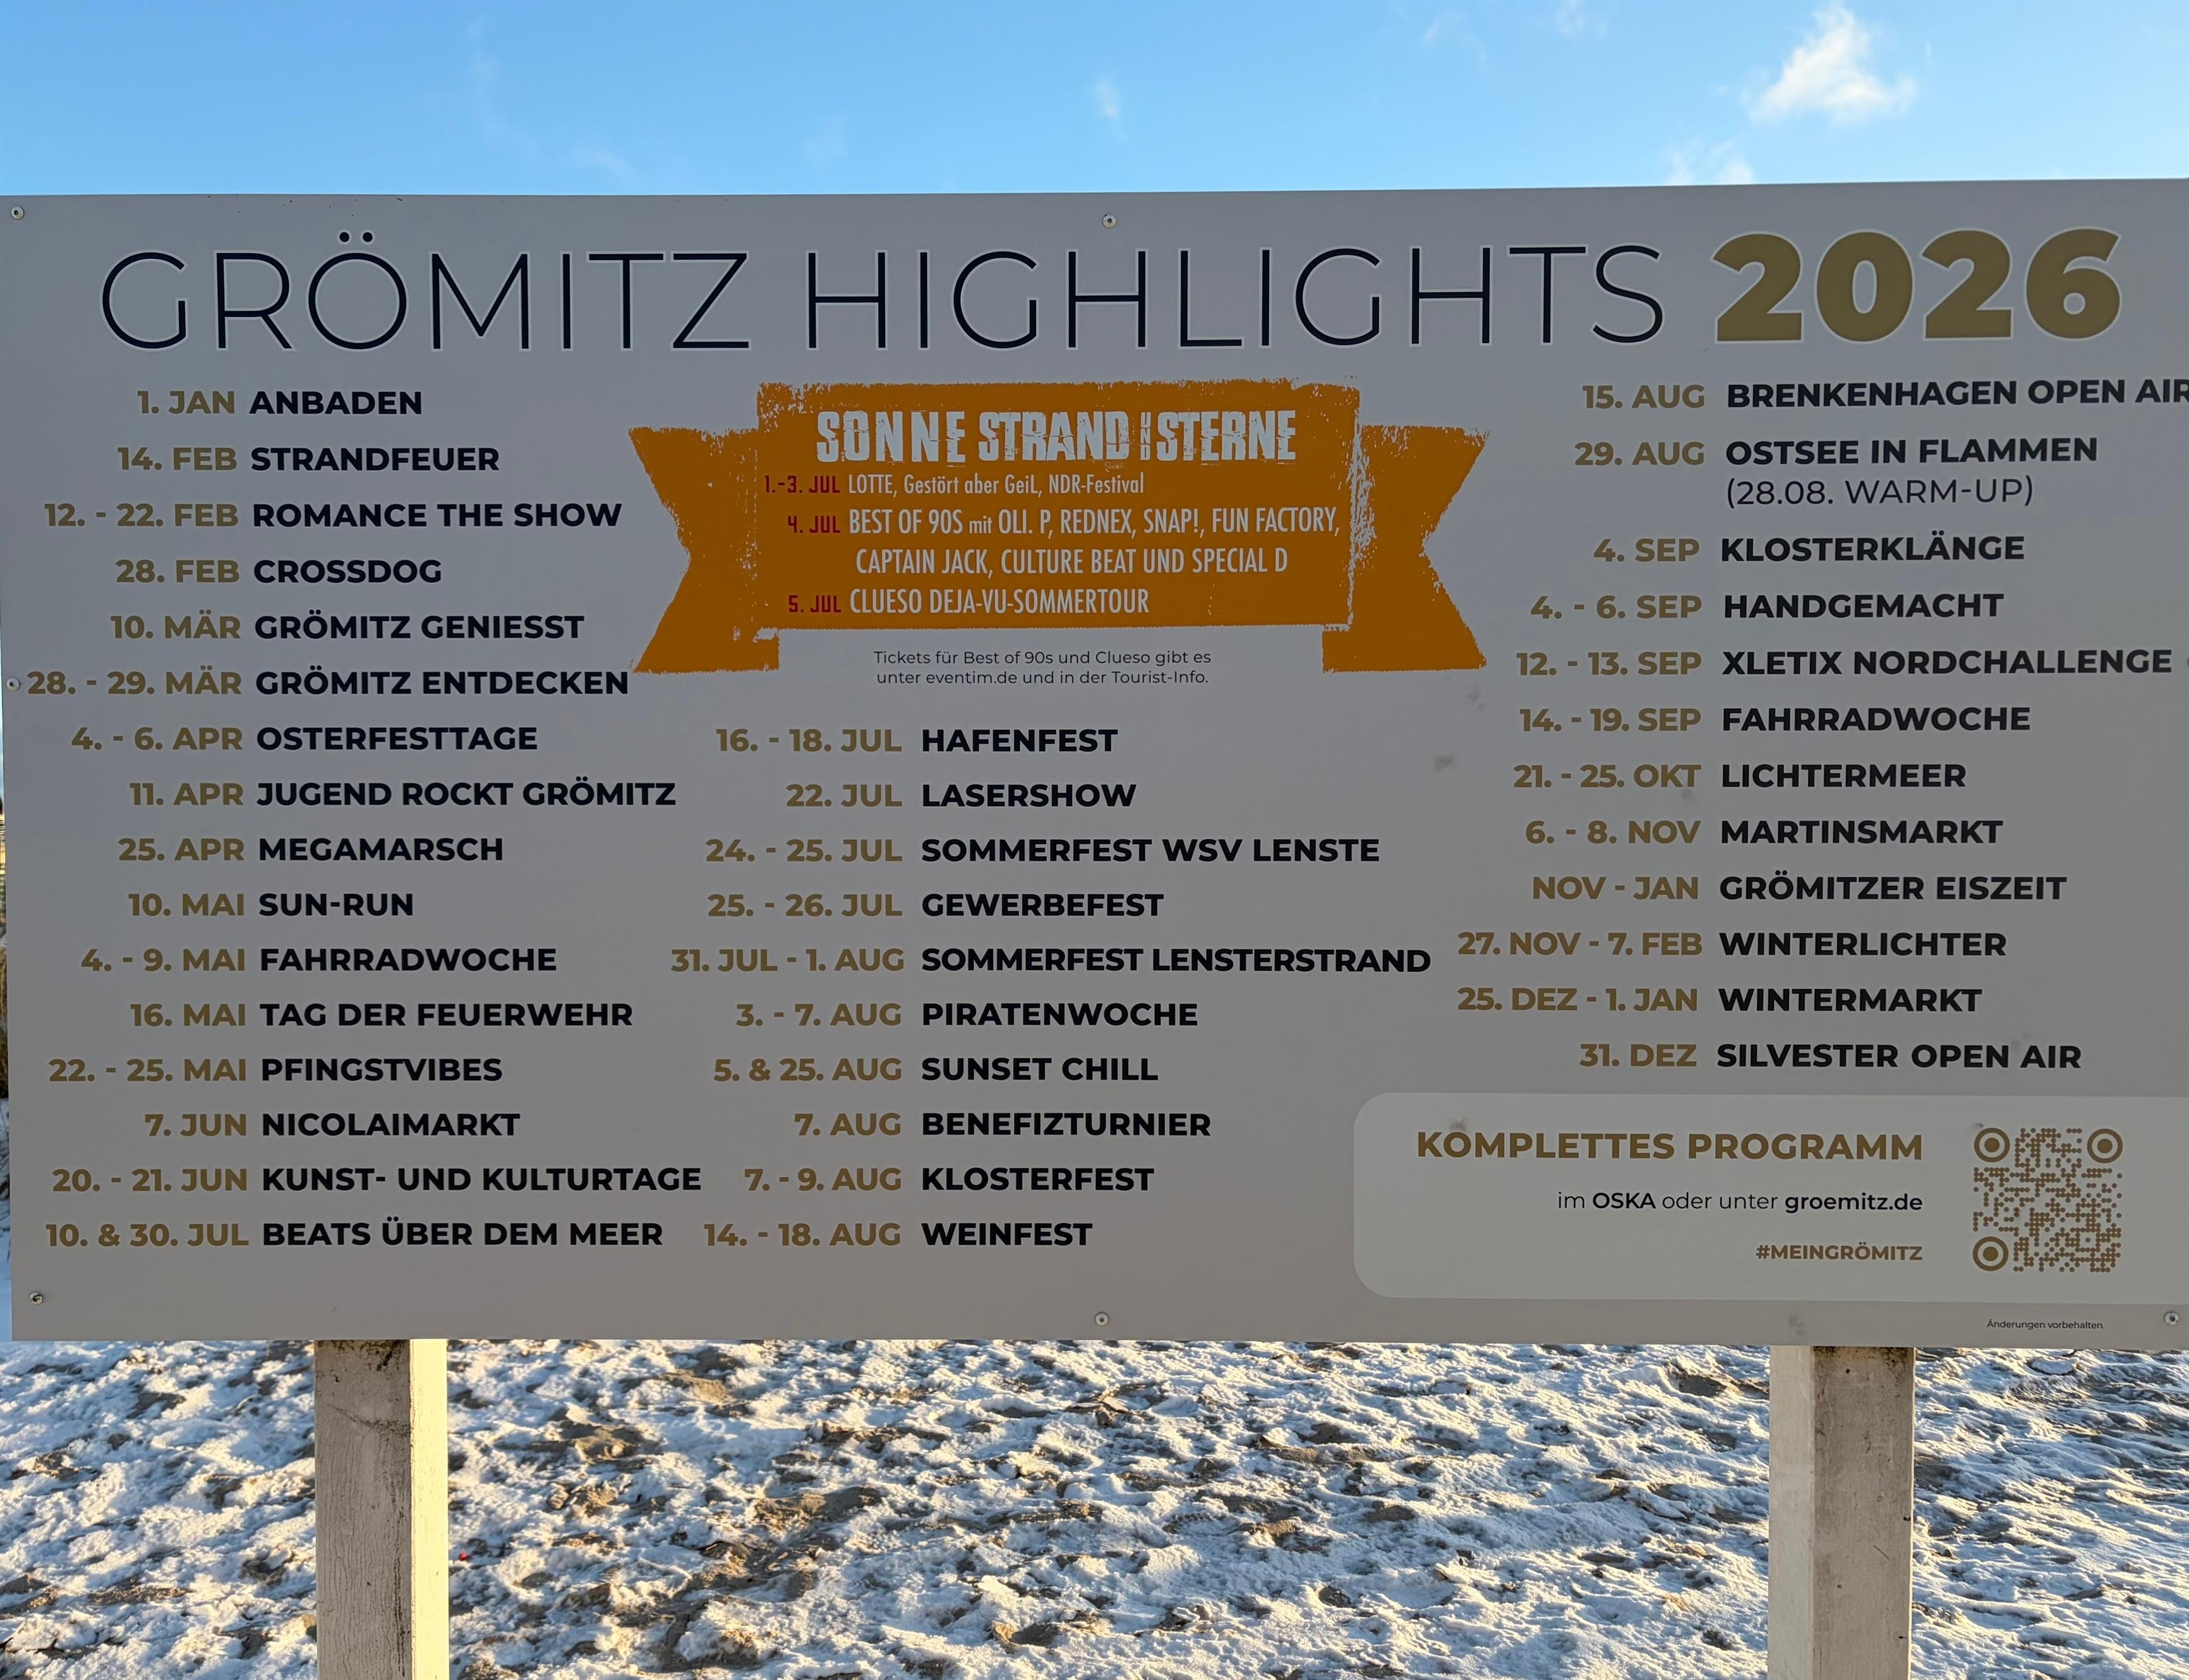 GRÖMITZ HIGHLIGHTS 2026
1. JAN ANBADEN
14. FEB STRANDFEUER
12. - 22. FEB ROMANCE THE SHOW
28. FEB CROSSDOG
10. MÄR GRÖMITZ GENIESST
28. - 29. MÄR GRÖMITZ ENTDECKEN
4. - 6. APR OSTERFESTTAGE
11. APR JUGEND ROCKT GRÖMITZ
25. APR MEGAMARSCH
10. MAI SUN-RUN
4. - 9. MAI FAHRRADWOCHE
16. MAI TAG DER FEUERWEHR
22. - 25. MAI PFINGSTVIBES
7. JUN NICOLAIMARKT
20. - 21. JUN KUNST- UND KULTURTAGE
10. & 30. JUL BEATS ÜBER DEM MEER
SONNE STRAND UND STERNE
1.-3. JUL LOTTE, Gestört aber GeiL, NDR-Festival
4. JUL BEST OF 90S mit OLI. P, REDNEX, SNAP!, FUN FACTORY,
CAPTAIN JACK, CULTURE BEAT UND SPECIAL D
5. JUL CLUESO DEJA-VU-SOMMERTOUR
Tickets für Best of 90s und Clueso gibt es
unter eventim.de und in der Tourist-Info.
16. - 18. JUL HAFENFEST
22. JUL LASERSHOW
24. - 25. JUL SOMMERFEST WSV LENSTE
25. - 26. JUL GEWERBEFEST
31. JUL - 1. AUG SOMMERFEST LENSTERSTRAND
3. - 7. AUG PIRATENWOCHE
5. & 25. AUG SUNSET CHILL
7. AUG BENEFIZTURNIER
7. - 9. AUG KLOSTERFEST
14. - 18. AUG WEINFEST
15. AUG BRENKENHAGEN OPEN AIR
29. AUG OSTSEE IN FLAMMEN
(28.08. WARM-UP)
4. SEP KLOSTERKLÄNGE
4. - 6. SEP HANDGEMACHT
12. - 13. SEP XLETIX NORDCHALLENGE
14. - 19. SEP FAHRRADWOCHE
21. - 25. OKT LICHTERMEER
6. - 8. NOV MARTINSMARKT
NOV - JAN GRÖMITZER EISZEIT
27. NOV - 7. FEB WINTERLICHTER
25. DEZ - 1. JAN WINTERMARKT
31. DEZ SILVESTER OPEN AIR
KOMPLETTES PROGRAMM
im OSKA oder unter groemitz.de
#MEINGRÖMITZ
Änderungen vorbehalten.